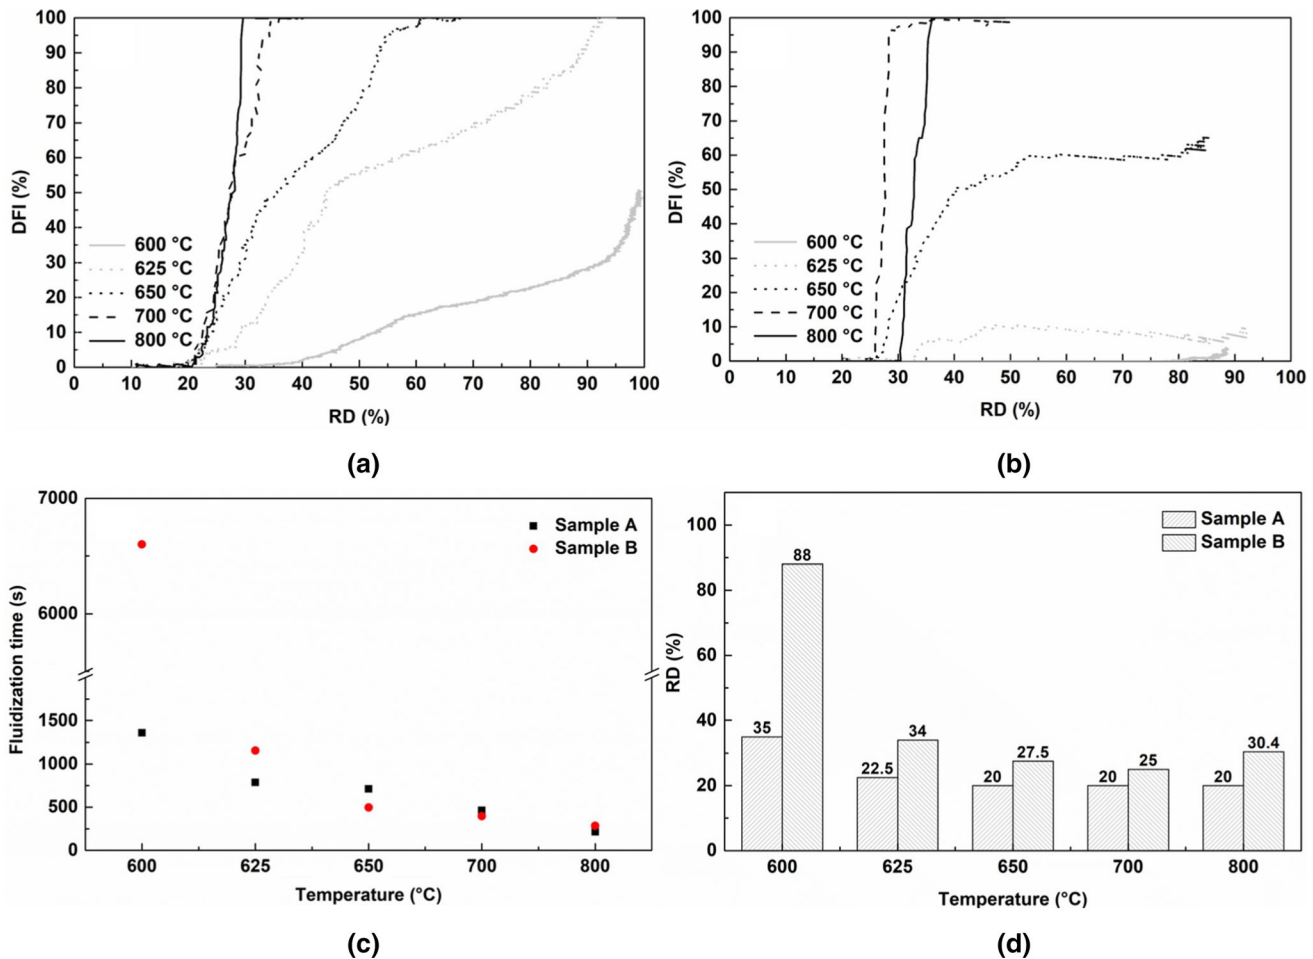 100
90
80
70
60
50
40
30
20
10
0
DFI (%)
600 °C
625 °C
650 °C
700 °C
800 °C
0 10 20 30 40 50 60 70 80 90 100
RD (%)
(a)
100
90
80
70
60
50
40
30
20
10
0
DFI (%)
600 °C
625 °C
650 °C
700 °C
800 °C
0 10 20 30 40 50 60 70 80 90 100
RD (%)
(b)
7000
6000
1500
1000
500
0
Fluidization time (s)
Sample A
Sample B
600 625 650 700 800
Temperature (°C)
(c)
100
80
60
40
20
0
RD (%)
Sample A
Sample B
88
35
22.5 34
20 27.5
20 25
20 30.4
600 625 650 700 800
Temperature (°C)
(d)